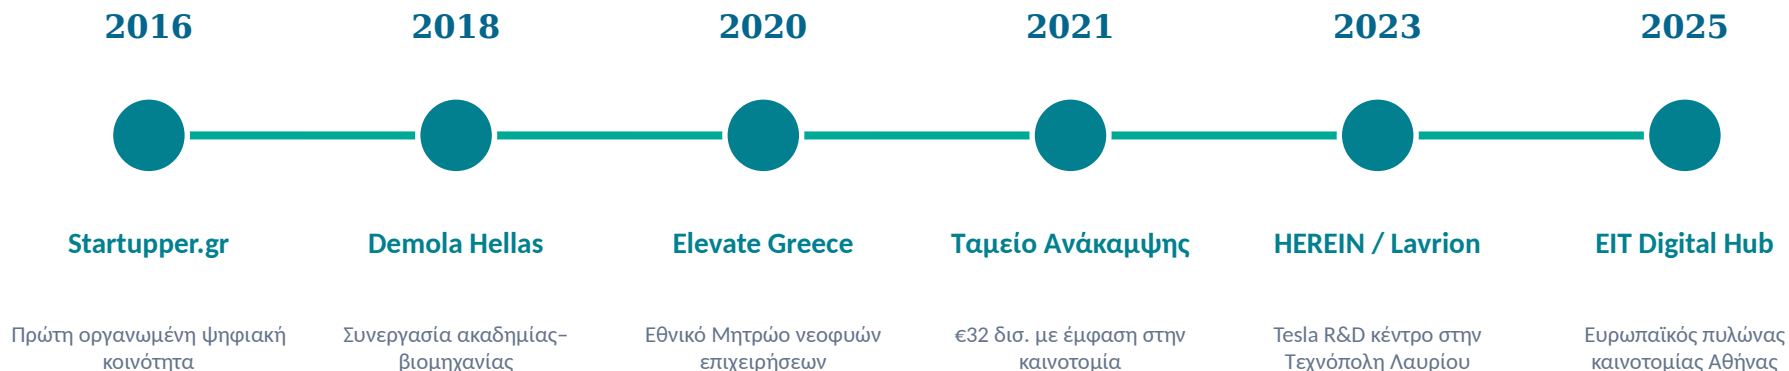 2016
2018
2020
2021
2023
2025
Startupper.gr
Demola Hellas
Elevate Greece
Ταμείο Ανάκαμψης
HEREIN / Lavrion
EIT Digital Hub
Πρώτη οργανωμένη ψηφιακή
κοινότητα
Συνεργασία ακαδημίας–
βιομηχανίας
Εθνικό Μητρώο νεοφυών
επιχειρήσεων
€32 δισ. με έμφαση στην
καινοτομία
Tesla R&D κέντρο στην
Τεχνόπολη Λαυρίου
Ευρωπαϊκός πυλώνας
καινοτομίας Αθήνας